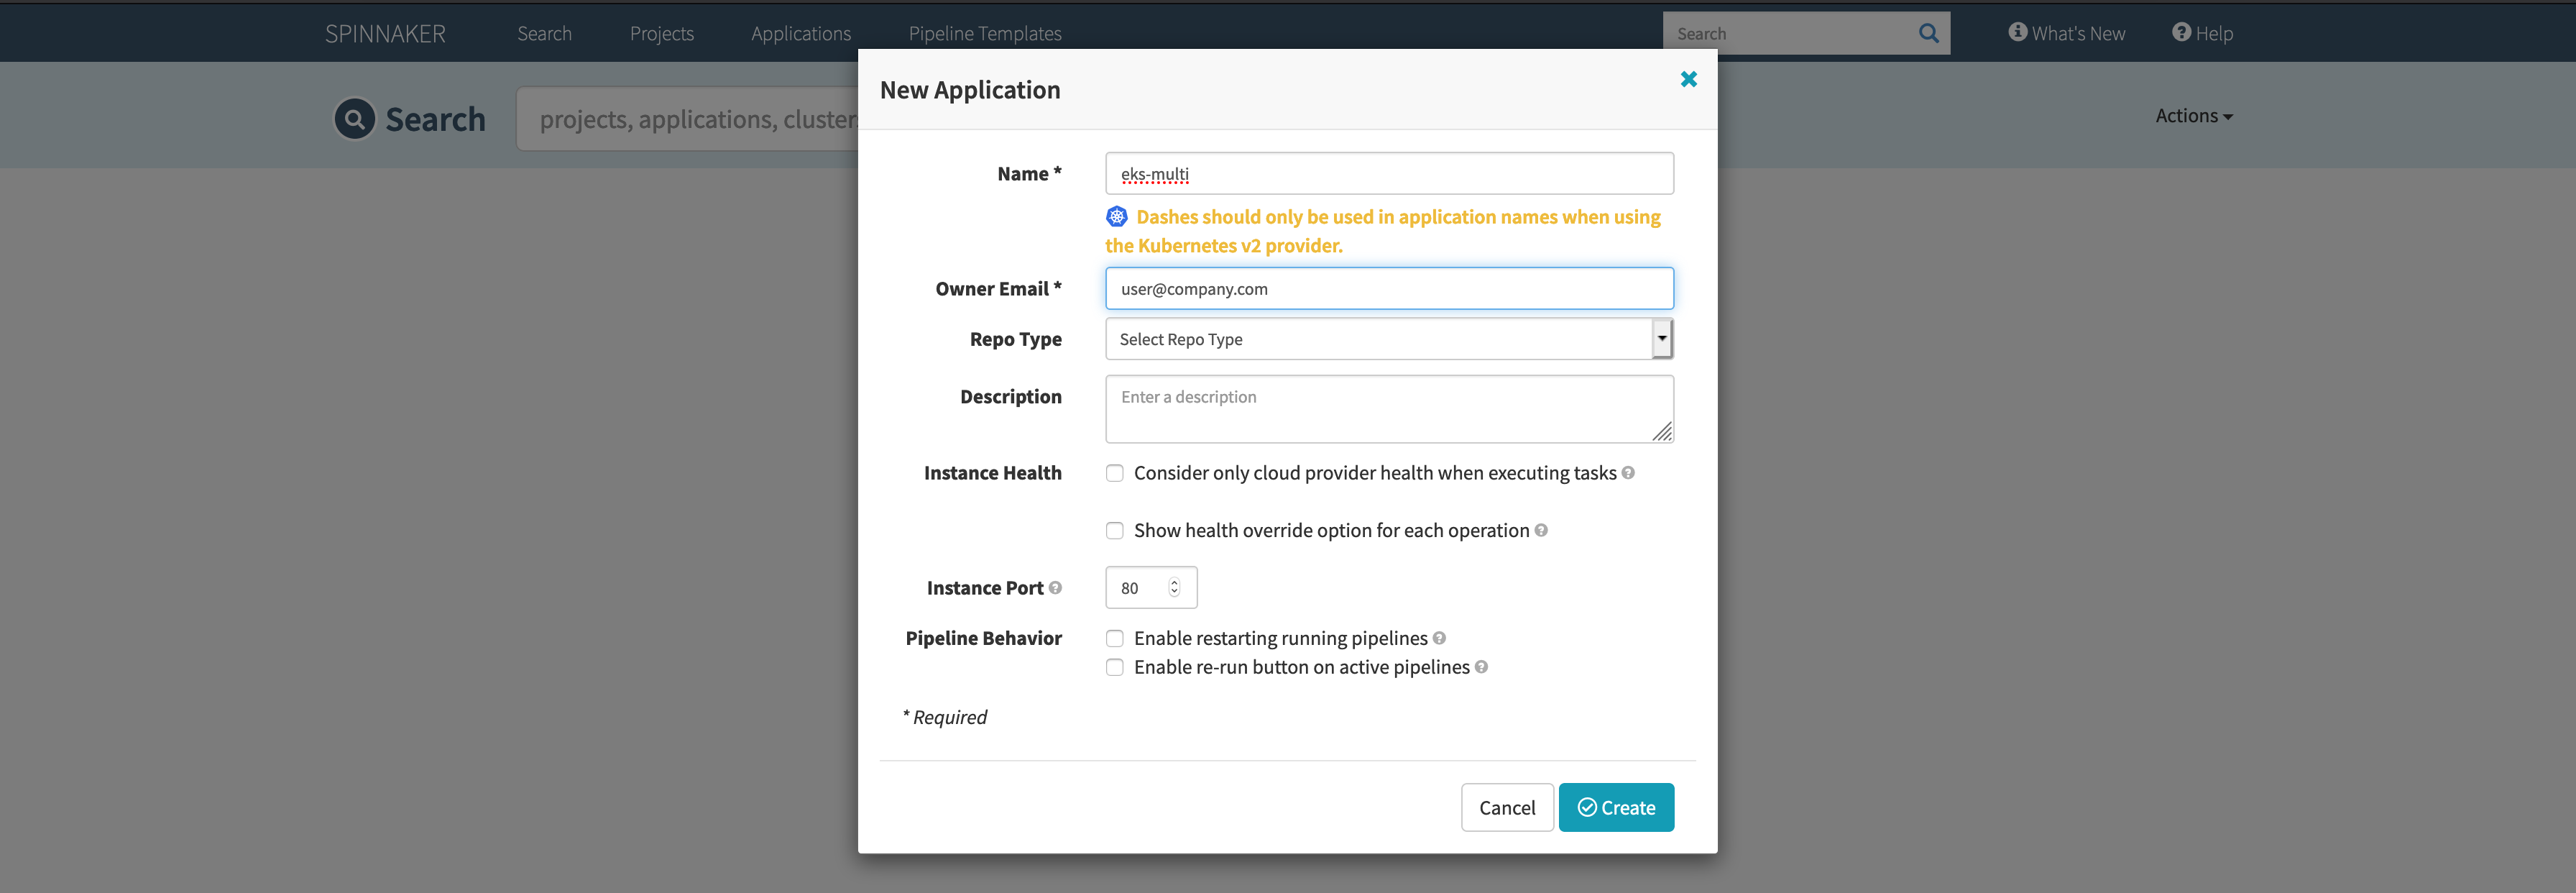 SPINNAKER Search Projects Applications Pipeline Templates Search What's New Help
Search projects, applications, clusters Actions
New Application
Name * eks-multi
Dashes should only be used in application names when using
the Kubernetes v2 provider.
Owner Email * user@company.com
Repo Type Select Repo Type
Description Enter a description
Instance Health Consider only cloud provider health when executing tasks
Show health override option for each operation
Instance Port 80
Pipeline Behavior Enable restarting running pipelines
Enable re-run button on active pipelines
* Required
Cancel Create